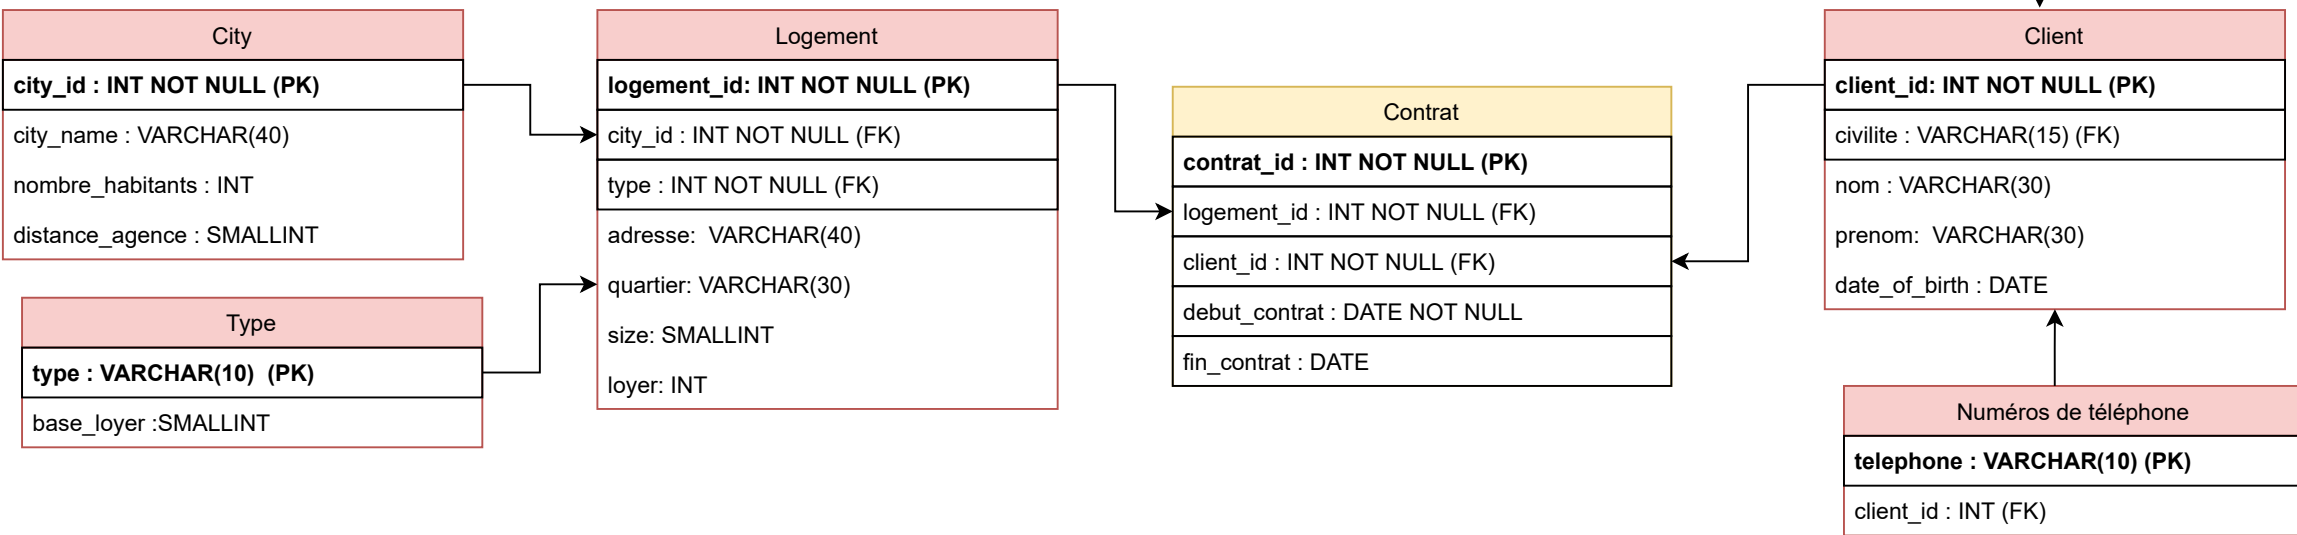 City
city_id : INT NOT NULL (PK)
city_name : VARCHAR(40)
nombre_habitants : INT
distance_agence : SMALLINT
Type
type : VARCHAR(10)  (PK)
base_loyer :SMALLINT
Logement
logement_id: INT NOT NULL (PK)
city_id : INT NOT NULL (FK)
type : INT NOT NULL (FK)
adresse:  VARCHAR(40)
quartier: VARCHAR(30)
size: SMALLINT
loyer: INT
Contrat
contrat_id : INT NOT NULL (PK)
logement_id : INT NOT NULL (FK)
client_id : INT NOT NULL (FK)
debut_contrat : DATE NOT NULL
fin_contrat : DATE
Client
client_id: INT NOT NULL (PK)
civilite : VARCHAR(15) (FK)
nom : VARCHAR(30)
prenom:  VARCHAR(30)
date_of_birth : DATE
Numéros de téléphone
telephone : VARCHAR(10) (PK)
client_id : INT (FK)